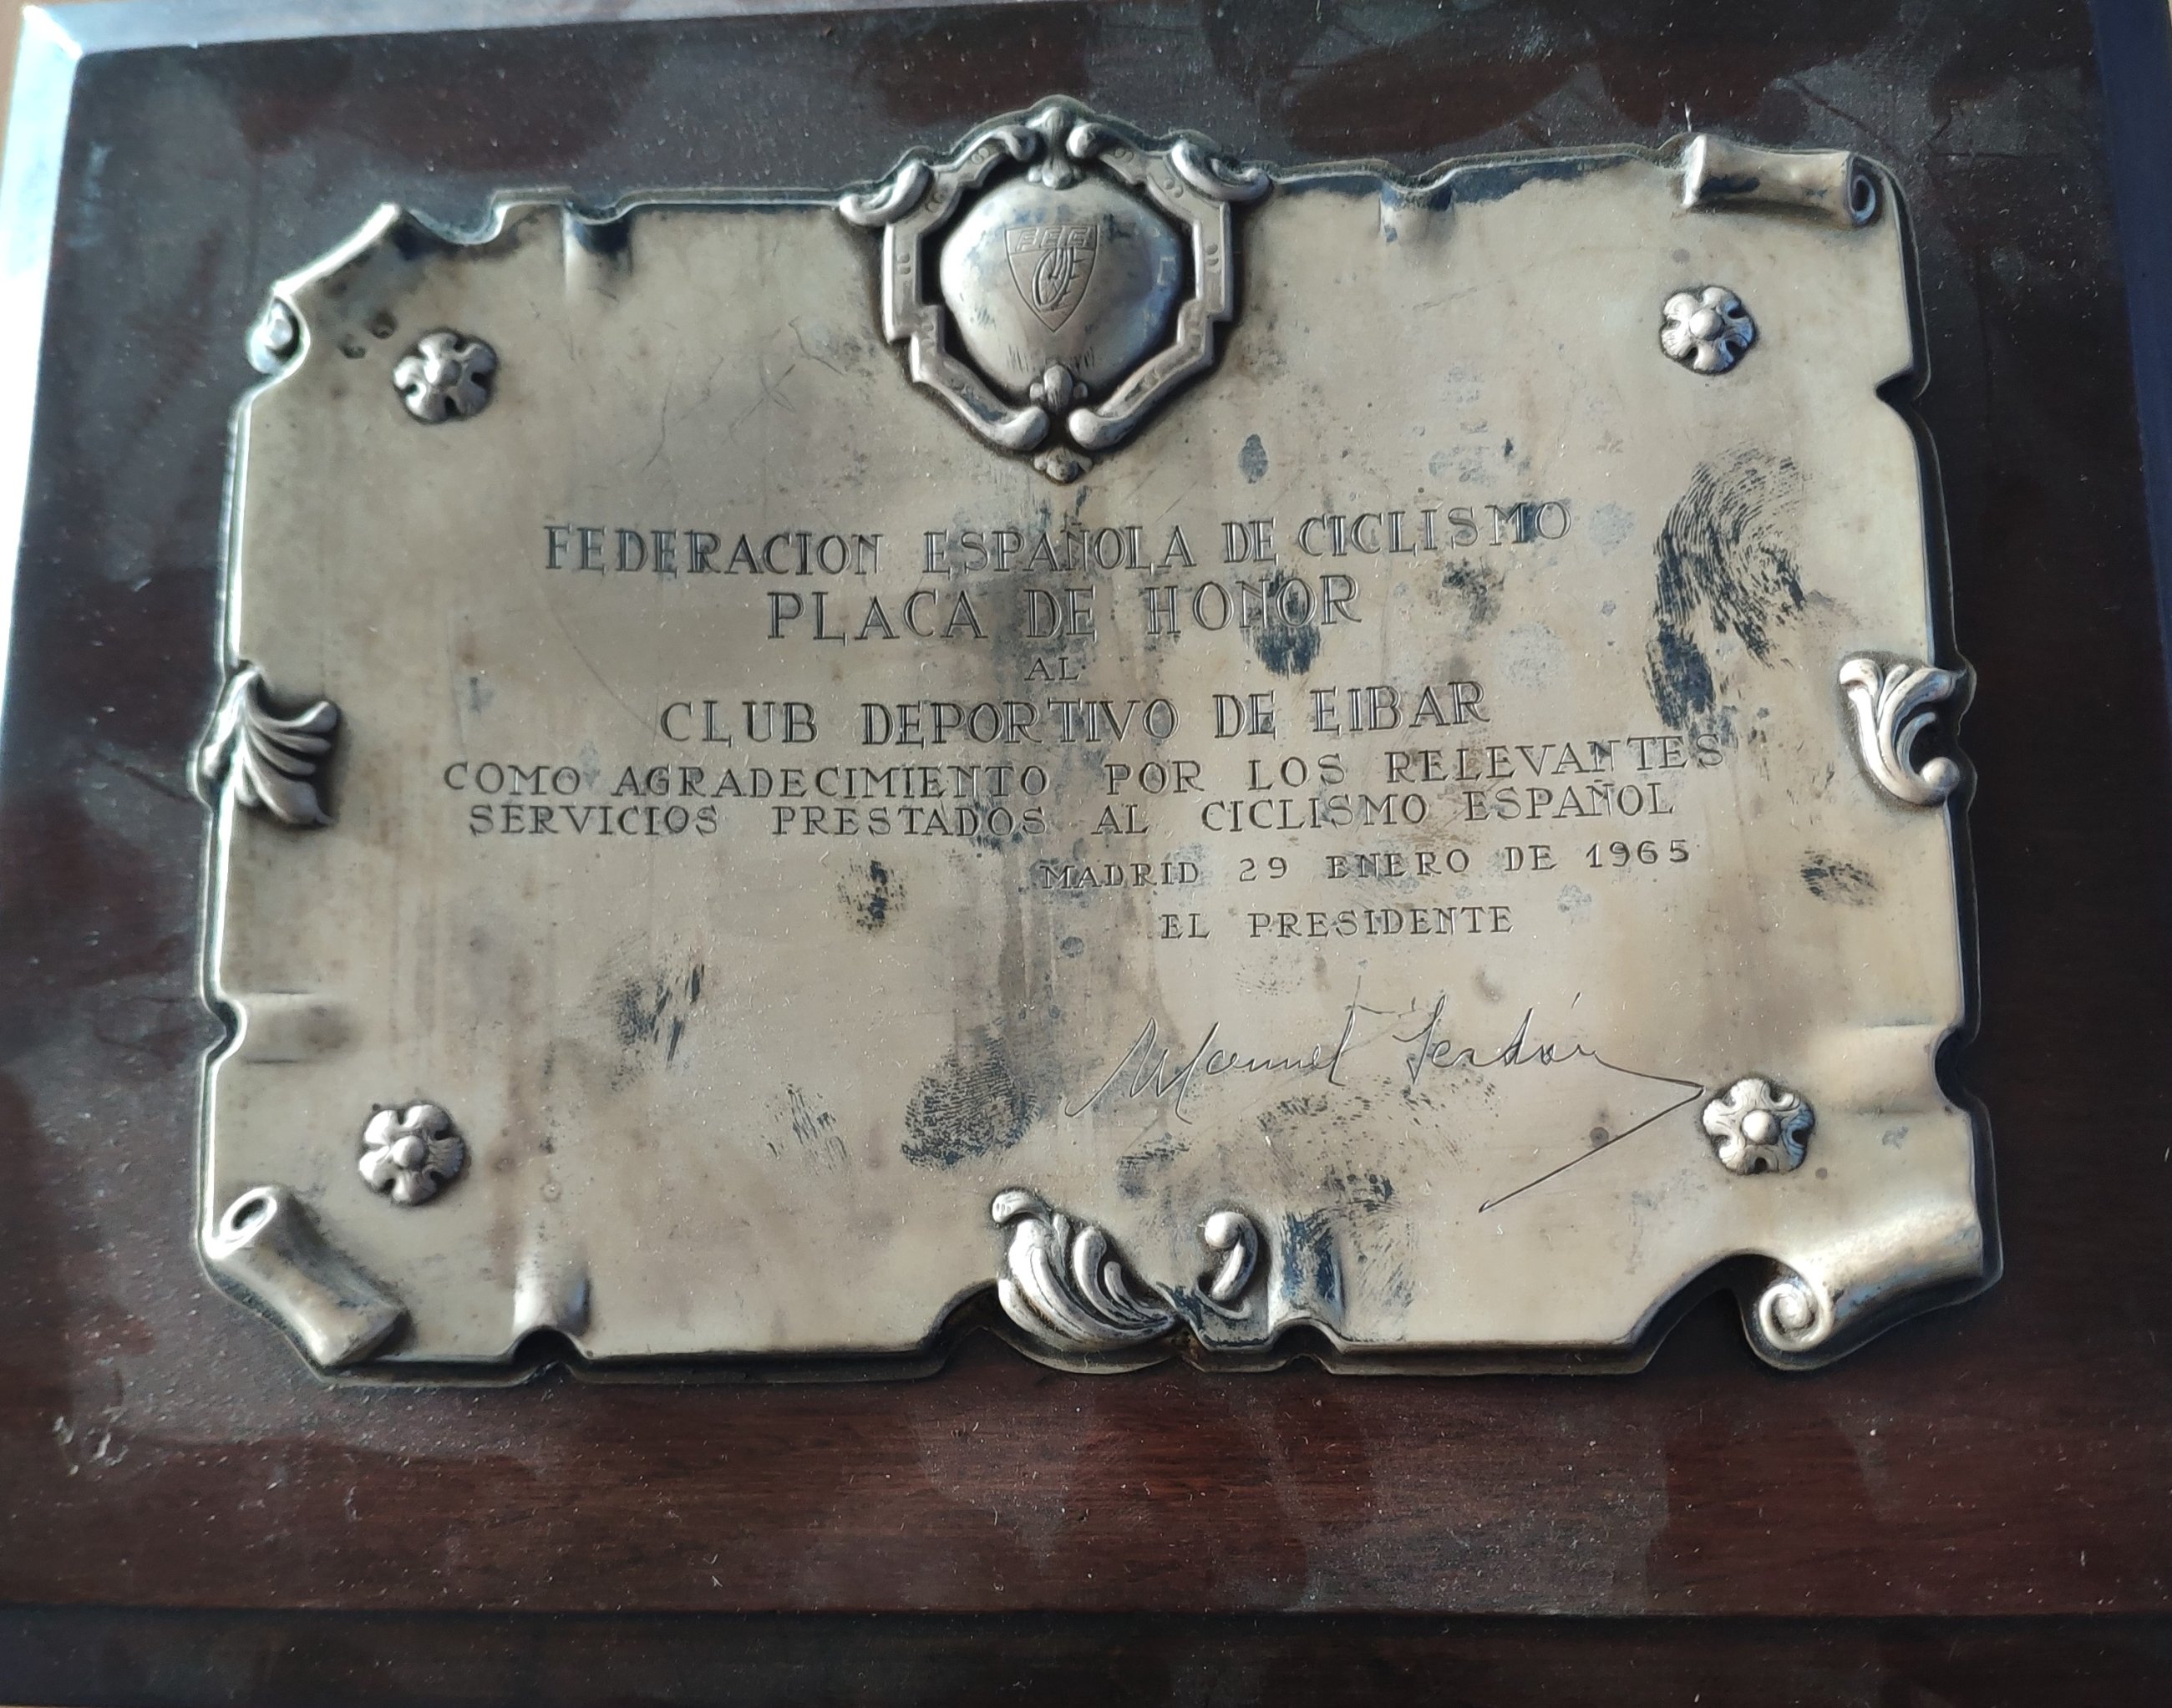 FEDERACION ESPAÑOLA DE CICLISMO
PLACA DE HONOR
AL
CLUB DEPORTIVO DE EIBAR
COMO AGRADECIMIENTO POR LOS RELEVANTES
SERVICIOS PRESTADOS AL CICLISMO ESPAÑOL
MADRID 29 ENERO DE 1965
EL PRESIDENTE
Manuel Serdán